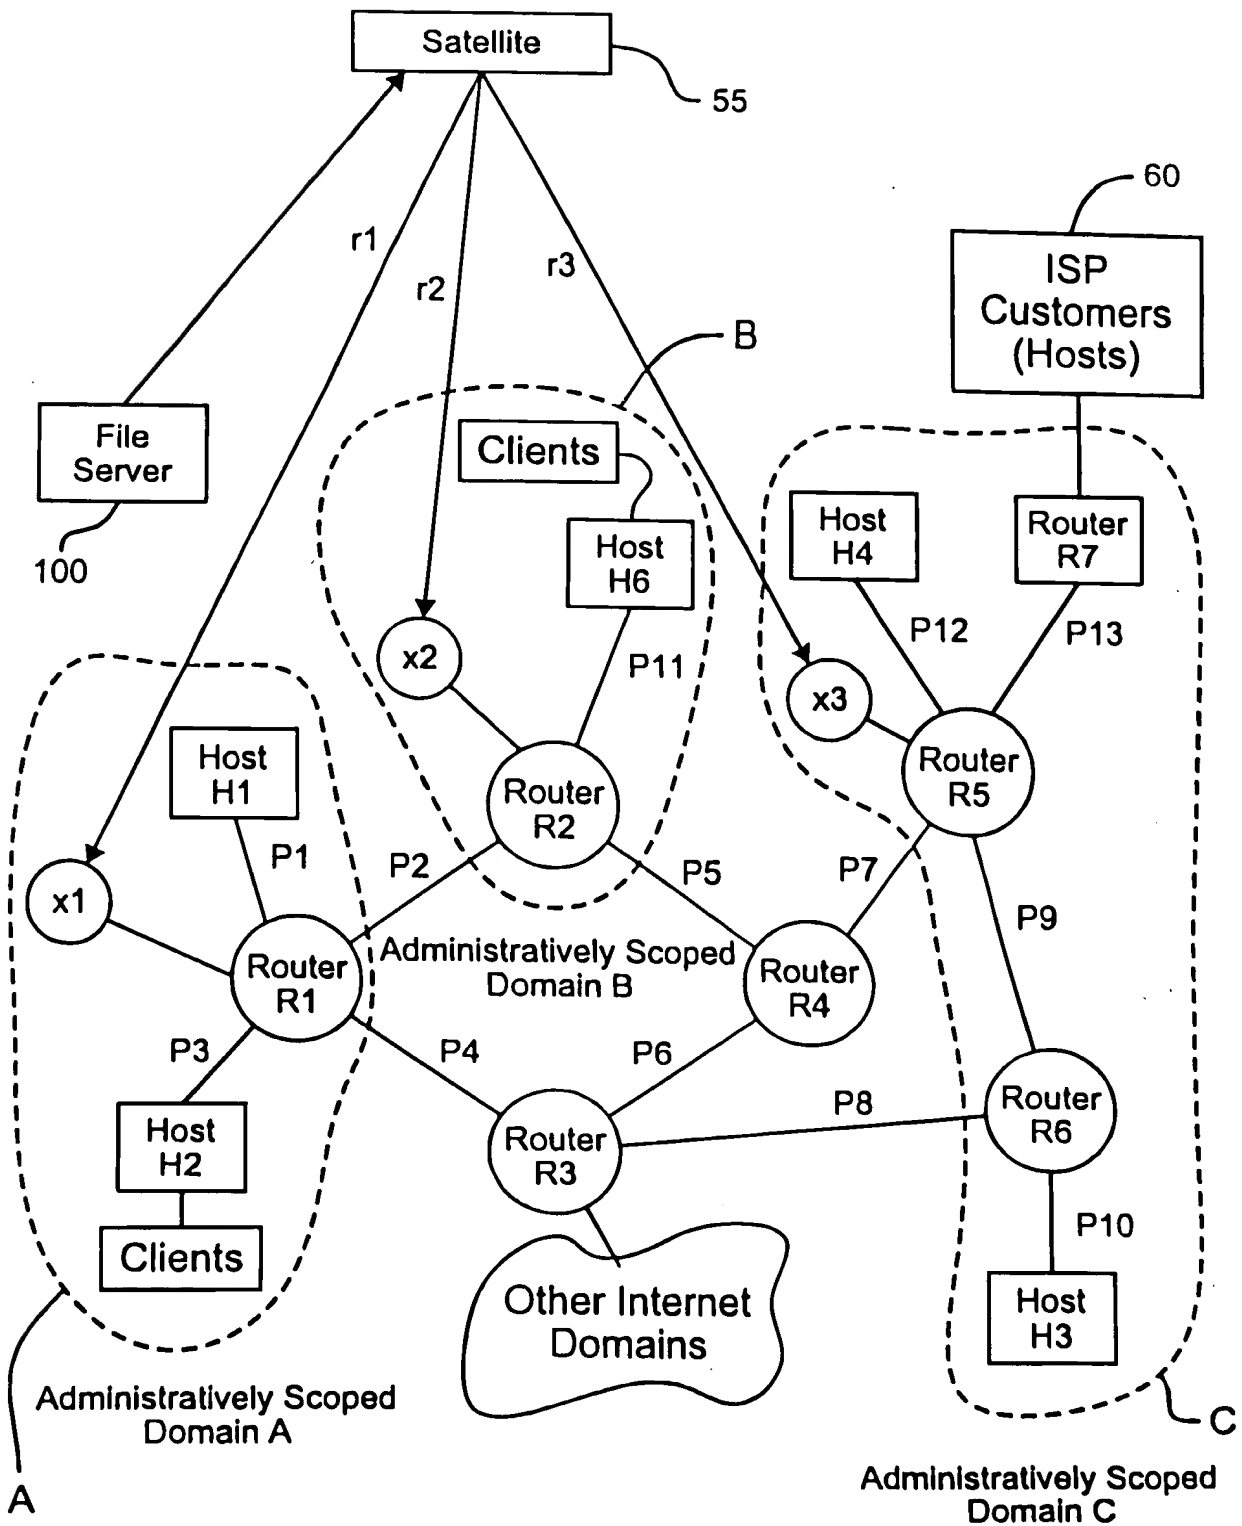 Satellite
55
60
r1
r2
r3
ISP
Customers
(Hosts)
B
File
Server
100
Clients
Host
H6
P11
x2
Host
H4
Router
R7
P12
P13
x3
Router
R5
Host
H1
P1
x1
Router
R2
P2
P5
P7
P9
Router
R1
Administratively Scoped
Domain B
Router
R4
P3
P4
P6
P8
Host
H2
Clients
Router
R3
Router
R6
P10
Host
H3
Other Internet
Domains
Administratively Scoped
Domain A
A
C
Administratively Scoped
Domain C